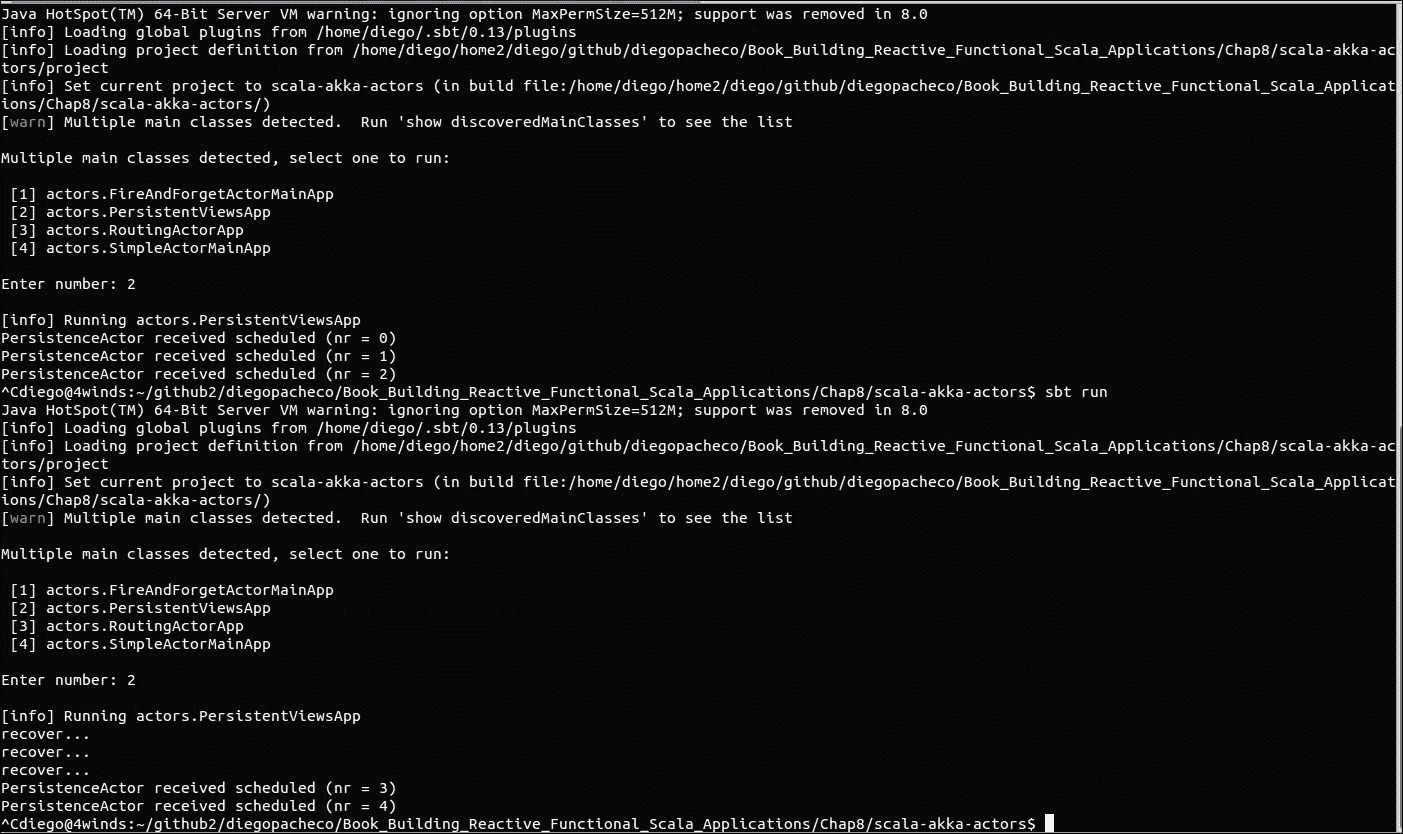 Java HotSpot(TM) 64-Bit Server VM warning: ignoring option MaxPermSize=512M; support was removed in 8.0
[info] Loading global plugins from /home/diego/.sbt/0.13/plugins
[info] Loading project definition from /home/diego/home2/diego/github/diegopacheco/Book_Building_Reactive_Functional_Scala_Applications/Chap8/scala-akka-ac
tors/project
[info] Set current project to scala-akka-actors (in build file:/home/diego/home2/diego/github/diegopacheco/Book_Building_Reactive_Functional_Scala_Applicat
ions/Chap8/scala-akka-actors/)
[warn] Multiple main classes detected.  Run 'show discoveredMainClasses' to see the list
Multiple main classes detected, select one to run:
[1] actors.FireAndForgetActorMainApp
[2] actors.PersistentViewsApp
[3] actors.RoutingActorApp
[4] actors.SimpleActorMainApp
Enter number: 2
[info] Running actors.PersistentViewsApp
PersistenceActor received scheduled (nr = 0)
PersistenceActor received scheduled (nr = 1)
PersistenceActor received scheduled (nr = 2)
^Cdiego@4winds:~/github2/diegopacheco/Book_Building_Reactive_Functional_Scala_Applications/Chap8/scala-akka-actors$ sbt run
Java HotSpot(TM) 64-Bit Server VM warning: ignoring option MaxPermSize=512M; support was removed in 8.0
[info] Loading global plugins from /home/diego/.sbt/0.13/plugins
[info] Loading project definition from /home/diego/home2/diego/github/diegopacheco/Book_Building_Reactive_Functional_Scala_Applications/Chap8/scala-akka-ac
tors/project
[info] Set current project to scala-akka-actors (in build file:/home/diego/home2/diego/github/diegopacheco/Book_Building_Reactive_Functional_Scala_Applicat
ions/Chap8/scala-akka-actors/)
[warn] Multiple main classes detected.  Run 'show discoveredMainClasses' to see the list
Multiple main classes detected, select one to run:
[1] actors.FireAndForgetActorMainApp
[2] actors.PersistentViewsApp
[3] actors.RoutingActorApp
[4] actors.SimpleActorMainApp
Enter number: 2
[info] Running actors.PersistentViewsApp
recover...
recover...
recover...
PersistenceActor received scheduled (nr = 3)
PersistenceActor received scheduled (nr = 4)
^Cdiego@4winds:~/github2/diegopacheco/Book_Building_Reactive_Functional_Scala_Applications/Chap8/scala-akka-actors$